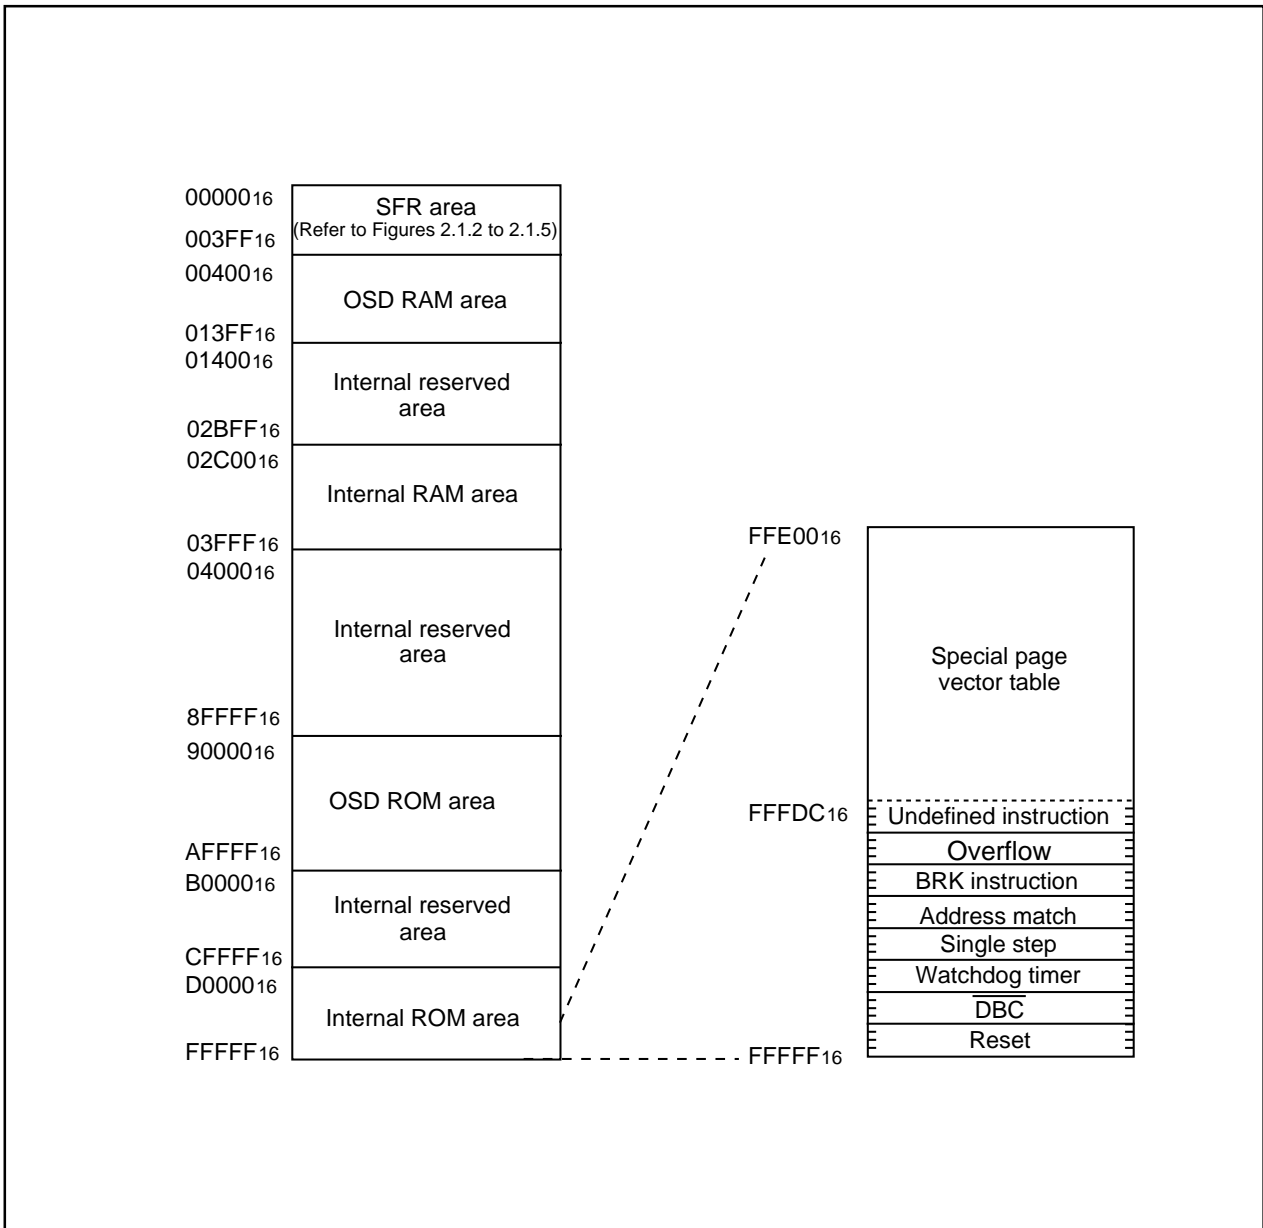 0000016
SFR area
(Refer to Figures 2.1.2 to 2.1.5)
003FF16
0040016
OSD RAM area
013FF16
0140016
Internal reserved
area
02BFF16
02C0016
Internal RAM area
03FFF16
0400016
Internal reserved
area
8FFFF16
9000016
OSD ROM area
AFFFF16
B000016
Internal reserved
area
CFFFF16
D000016
Internal ROM area
FFFFF16
FFE0016
Special page
vector table
FFFDC16
Undefined instruction
Overflow
BRK instruction
Address match
Single step
Watchdog timer
D̅B̅C̅
Reset
FFFFF16